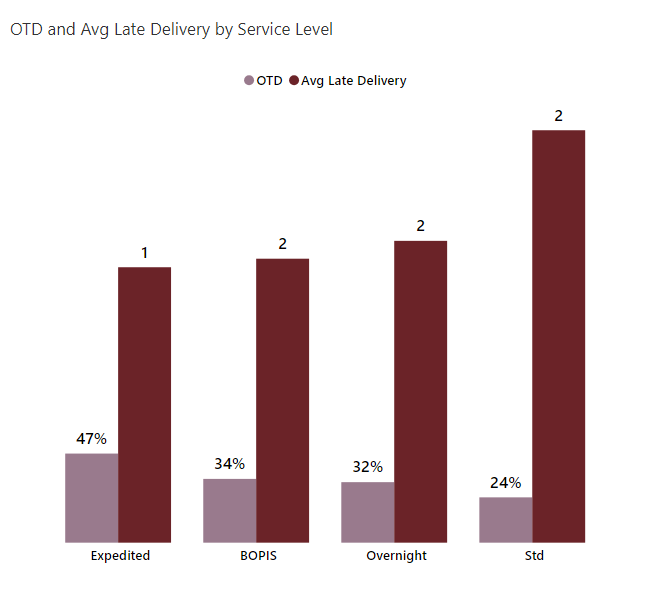 OTD and Avg Late Delivery by Service Level
OTD Avg Late Delivery
2
2
2
1
47%
34%
32%
24%
Expedited BOPIS Overnight Std